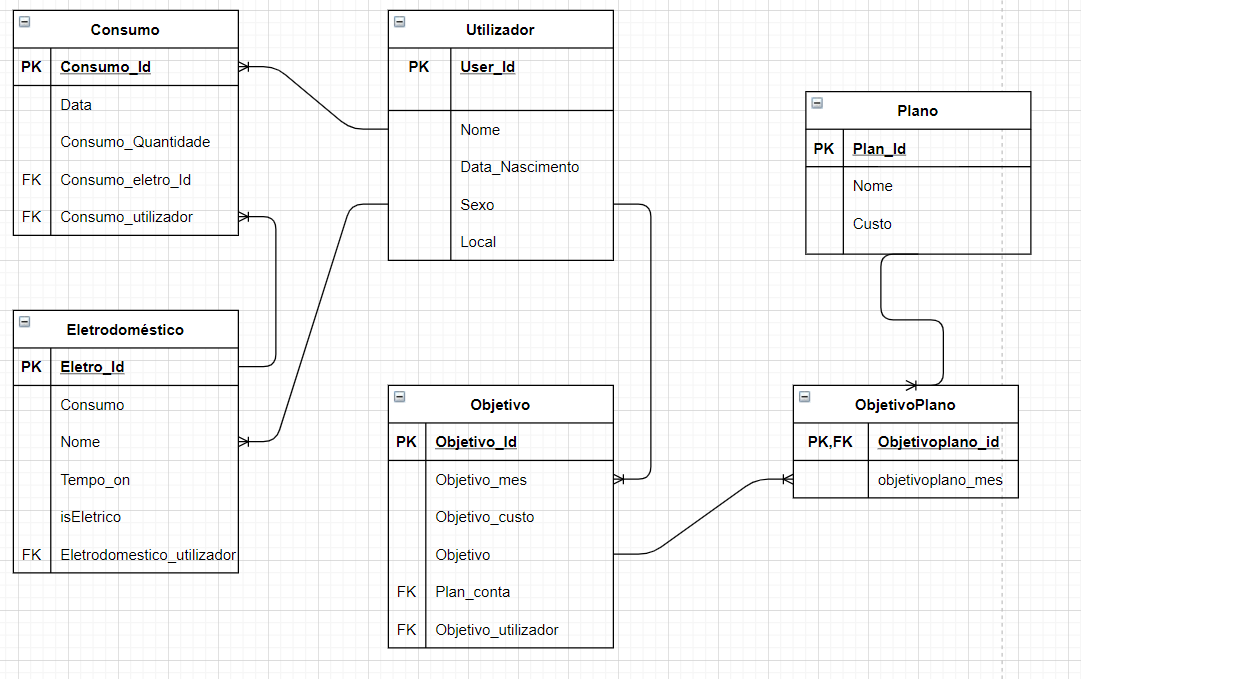 Consumo
PK Consumo_Id
Data
Consumo_Quantidade
FK Consumo_eletro_Id
FK Consumo_utilizador
Utilizador
PK User_Id
Nome
Data_Nascimento
Sexo
Local
Plano
PK Plan_Id
Nome
Custo
Eletrodoméstico
PK Eletro_Id
Consumo
Nome
Tempo_on
isEletrico
FK Eletrodomestico_utilizador
Objetivo
PK Objetivo_Id
Objetivo_mes
Objetivo_custo
Objetivo
FK Plan_conta
FK Objetivo_utilizador
ObjetivoPlano
PK,FK Objetivoplano_id
objetivoplano_mes